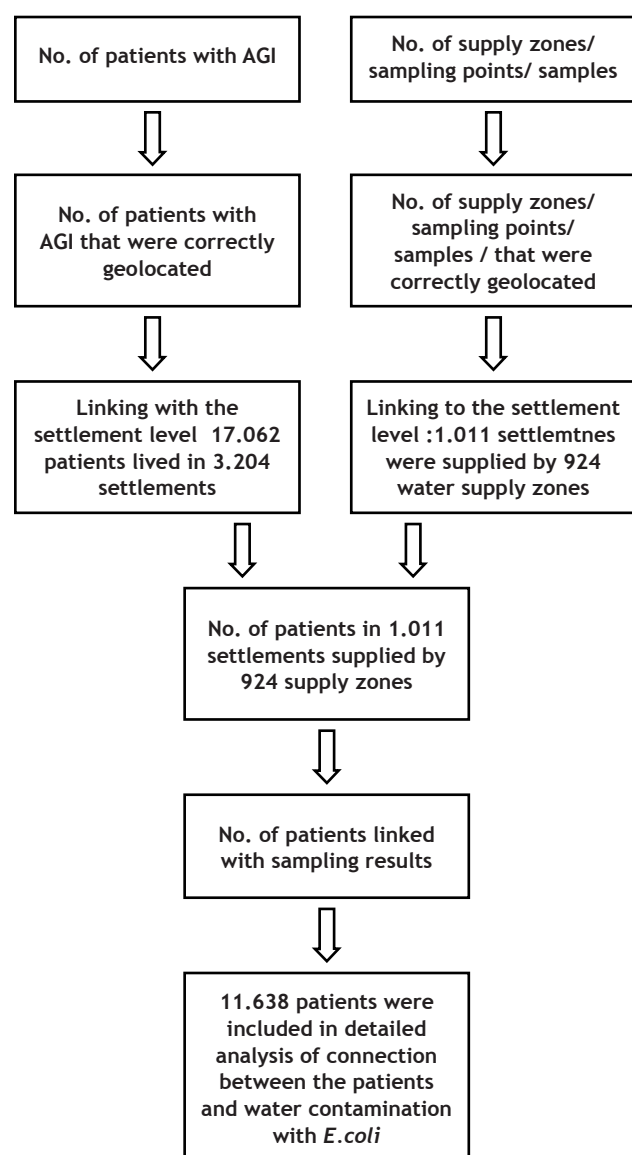 No. of patients with AGI
No. of supply zones/
sampling points/ samples
No. of patients with
AGI that were correctly
geolocated
No. of supply zones/
sampling points/
samples / that were
correctly geolocated
Linking with the
settlement level 17.062
patients lived in 3.204
settlements
Linking to the settlement
level :1.011 settlemtnes
were supplied by 924
water supply zones
No. of patients in 1.011
settlements supplied by
924 supply zones
No. of patients linked
with sampling results
11.638 patients were
included in detailed
analysis of connection
between the patients
and water contamination
with E.coli